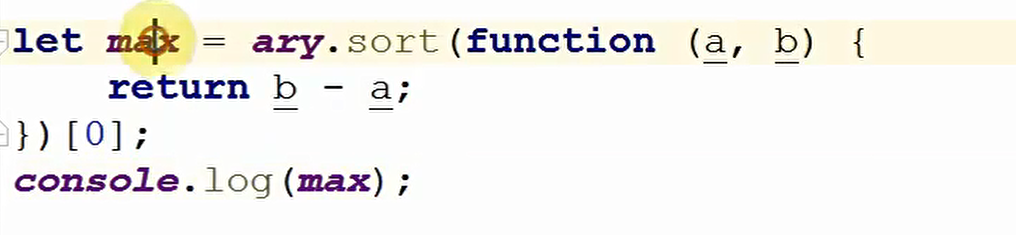 let max = ary.sort(function (a, b) {
    return b - a;
})[0];
console.log(max);